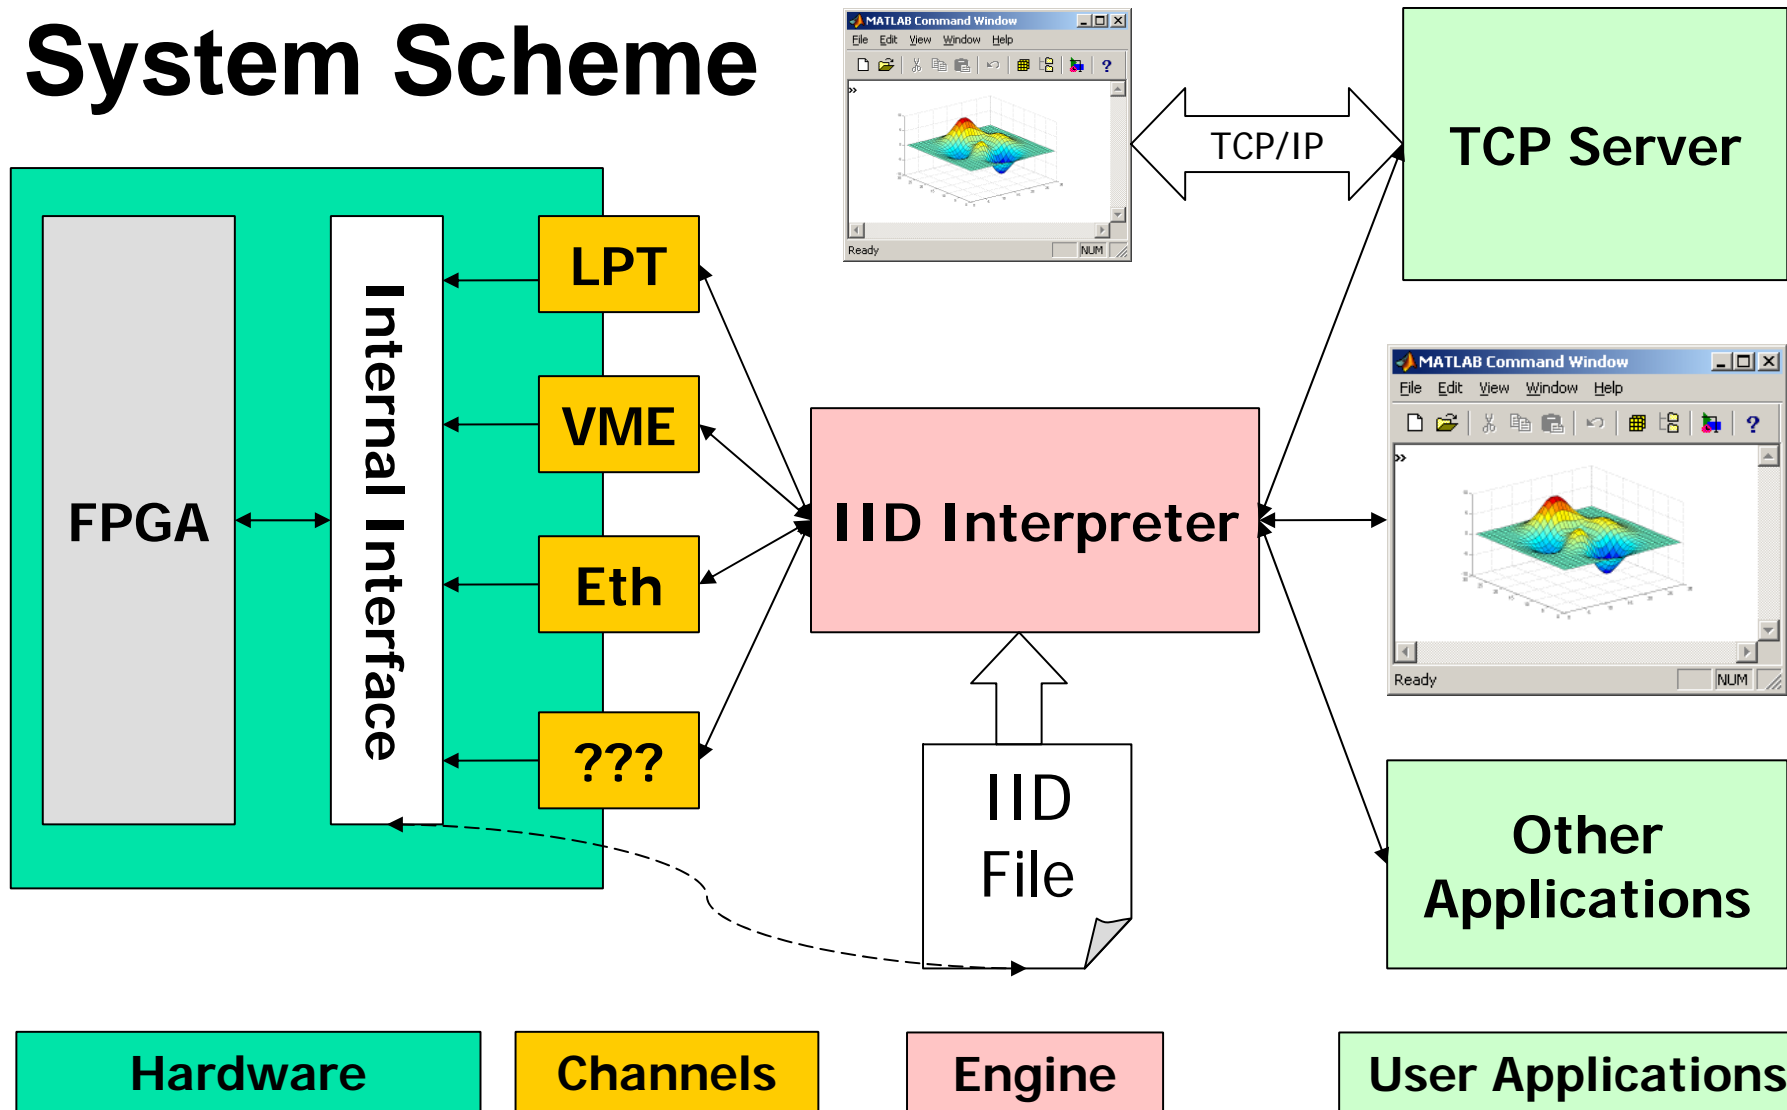 System Scheme
MATLAB Command Window
File Edit View Window Help
>>
Ready NUM
TCP/IP
TCP Server
FPGA
Internal Interface
LPT
VME
Eth
???
IID Interpreter
IID
File
MATLAB Command Window
File Edit View Window Help
>>
Ready NUM
Other
Applications
Hardware
Channels
Engine
User Applications